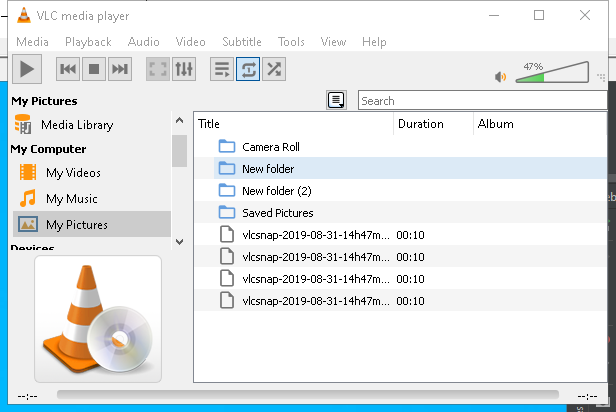 VLC media player
Media Playback Audio Video Subtitle Tools View Help
47%
My Pictures
Media Library
My Computer
My Videos
My Music
My Pictures
Devices
Search
Title Duration Album
Camera Roll
New folder
New folder (2)
Saved Pictures
vlcsnap-2019-08-31-14h47m... 00:10
vlcsnap-2019-08-31-14h47m... 00:10
vlcsnap-2019-08-31-14h47m... 00:10
vlcsnap-2019-08-31-14h47m... 00:10
--:-- --:--